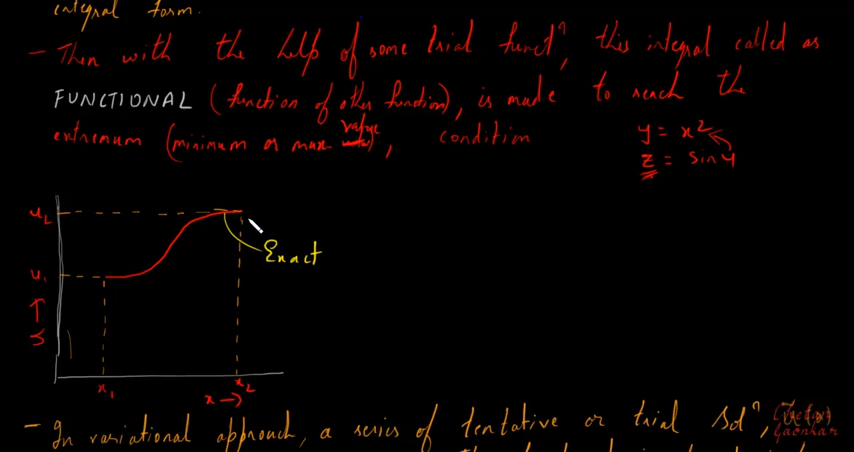 integral form.
- Then with the help of some trial funct?, this integral called as
FUNCTIONAL (function of other function), is made to reach the
extremum (minimum or max value), condition
y = x2
z = sin y
u2
Exact
u1
x1
x2
x →
- In variational approach, a series of tentative or trial Sol?,
Gaonkar